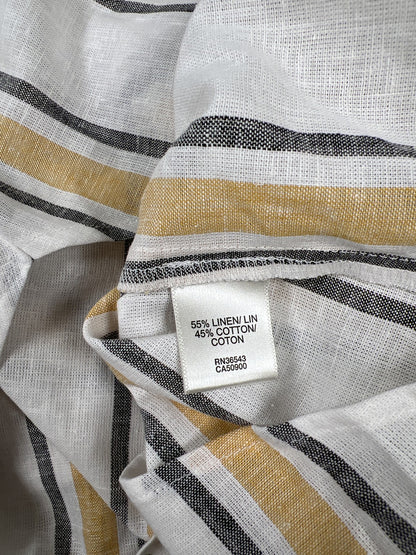 55% LINEN/ LIN
45% COTTON/
COTON
RN36543
CA50900